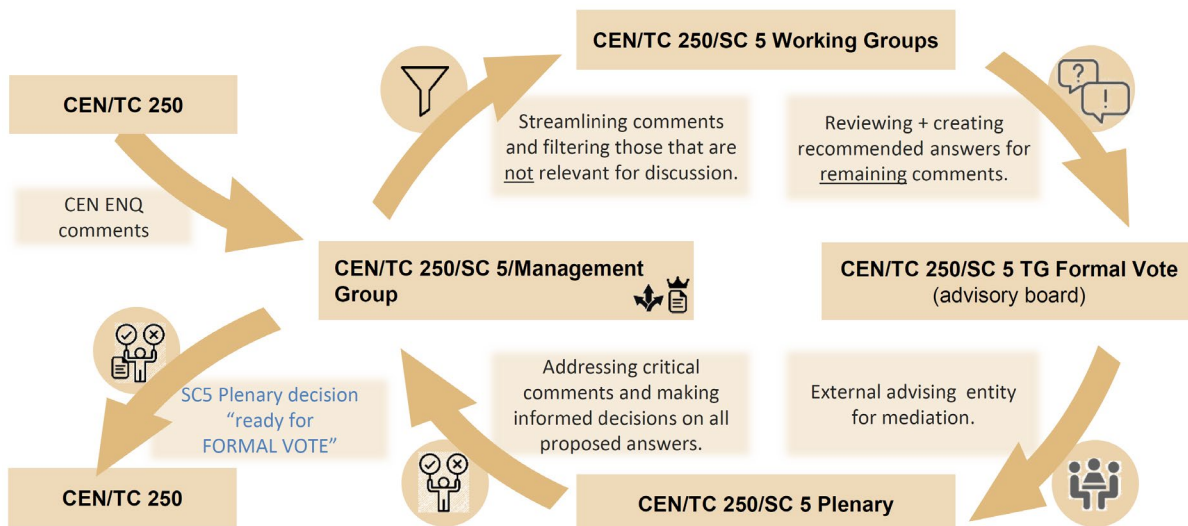 CEN/TC 250/SC 5 Working Groups
CEN/TC 250
?
!
Streamlining comments
and filtering those that are
not relevant for discussion.
Reviewing + creating
recommended answers for
remaining comments.
CEN ENQ
comments
CEN/TC 250/SC 5/Management
Group
CEN/TC 250/SC 5 TG Formal Vote
(advisory board)
SC5 Plenary decision
“ready for
FORMAL VOTE”
Addressing critical
comments and making
informed decisions on all
proposed answers.
External advising entity
for mediation.
CEN/TC 250
CEN/TC 250/SC 5 Plenary